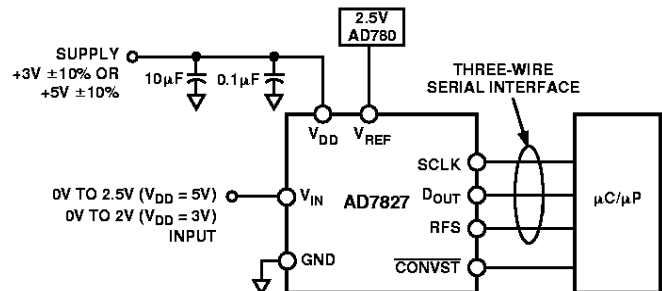 2.5V
AD780
SUPPLY
+3V ±10% OR
+5V ±10%
10μF
0.1μF
THREE-WIRE
SERIAL INTERFACE
VDD
VREF
SCLK
0V TO 2.5V (VDD = 5V)
0V TO 2V (VDD = 3V)
INPUT
VIN
AD7827
DOUT
μC/μP
RFS
GND
CONVST